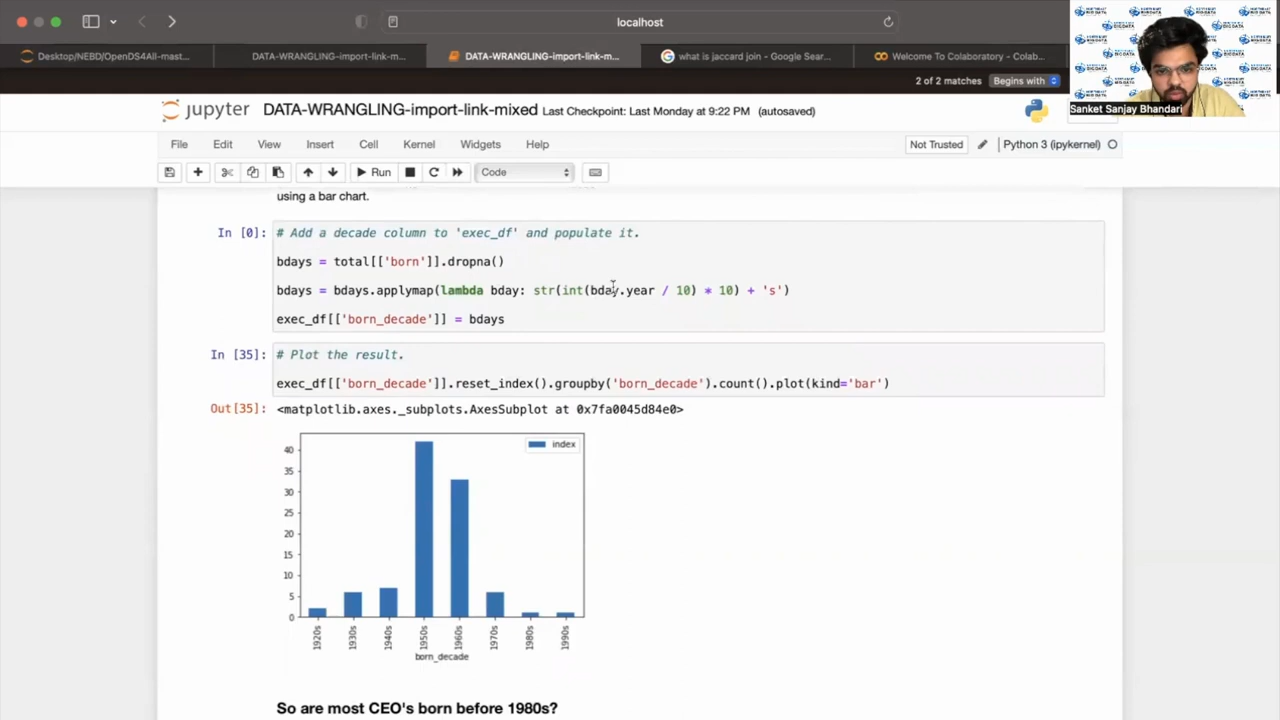 localhost
Desktop/NEBD/OpenDS4All-mast...
DATA-WRANGLING-import-link-m...
DATA-WRANGLING-import-link-m...
what is jaccard join - Google Sear...
Welcome To Colaboratory - Colab...
2 of 2 matches
Begins with
Sanket Sanjay Bhandari
jupyter
DATA-WRANGLING-import-link-mixed
Last Checkpoint: Last Monday at 9:22 PM (autosaved)
File Edit View Insert Cell Kernel Widgets Help
Not Trusted
Python 3 (ipykernel)
Run
Code
using a bar chart.
In [0]:
# Add a decade column to 'exec_df' and populate it.
bdays = total[['born']].dropna()
bdays = bdays.applymap(lambda bday: str(int(bday.year / 10) * 10) + 's')
exec_df[['born_decade']] = bdays
In [35]:
# Plot the result.
exec_df[['born_decade']].reset_index().groupby('born_decade').count().plot(kind='bar')
Out[35]:
<matplotlib.axes._subplots.AxesSubplot at 0x7fa0045d84e0>
index
40
35
30
25
20
15
10
5
0
1920s
1930s
1940s
1950s
1960s
1970s
1980s
1990s
born_decade
So are most CEO's born before 1980s?